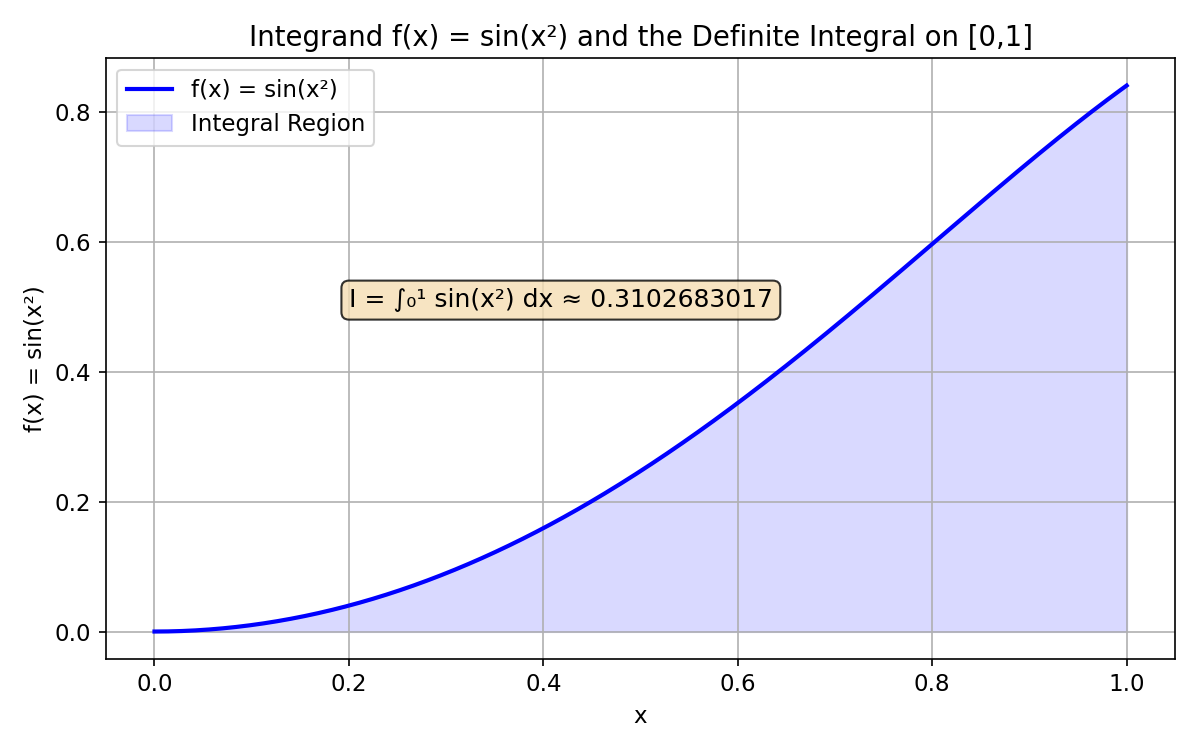 Integrand f(x) = sin(x²) and the Definite Integral on [0,1]
f(x) = sin(x²)
Integral Region
I = ∫₀¹ sin(x²) dx ≈ 0.3102683017
f(x) = sin(x²)
0.8
0.6
0.4
0.2
0.0
0.0 0.2 0.4 0.6 0.8 1.0
x